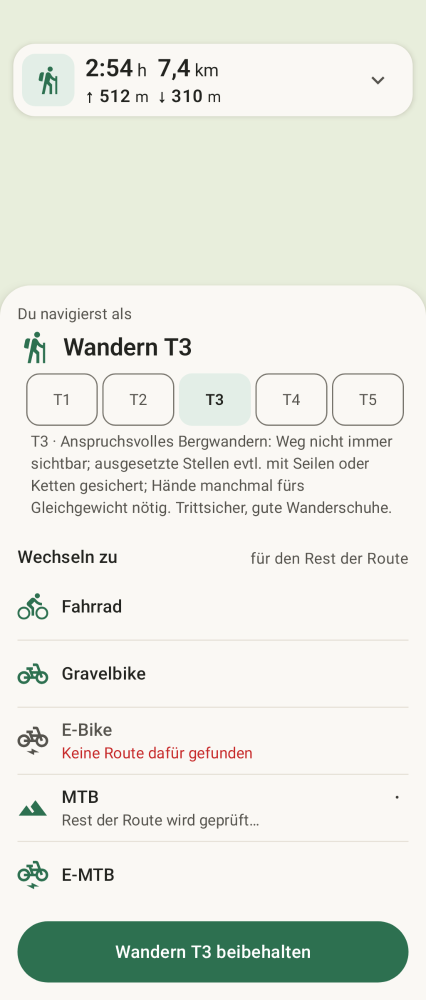 2:54 h 7,4 km
↑ 512 m ↓ 310 m
Du navigierst als
Wandern T3
T1 T2 T3 T4 T5
T3 · Anspruchsvolles Bergwandern: Weg nicht immer
sichtbar; ausgesetzte Stellen evtl. mit Seilen oder
Ketten gesichert; Hände manchmal fürs
Gleichgewicht nötig. Trittsicher, gute Wanderschuhe.
Wechseln zu für den Rest der Route
Fahrrad
Gravelbike
E-Bike
Keine Route dafür gefunden
MTB
Rest der Route wird geprüft…
E-MTB
Wandern T3 beibehalten